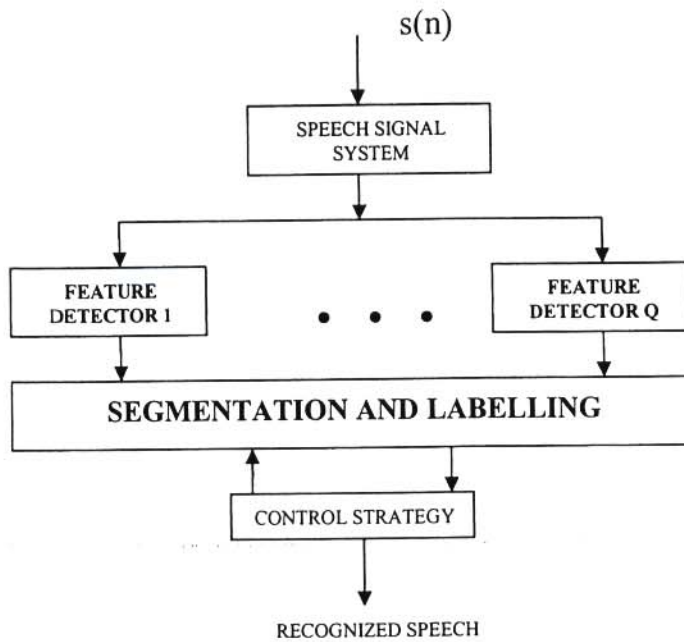 s(n)
SPEECH SIGNAL
SYSTEM
FEATURE
DETECTOR 1
FEATURE
DETECTOR Q
SEGMENTATION AND LABELLING
CONTROL STRATEGY
RECOGNIZED SPEECH